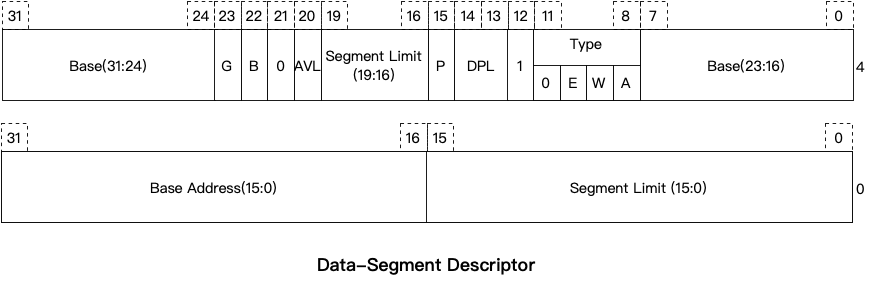 31 24 23 22 21 20 19 16 15 14 13 12 11 8 7 0
Base(31:24) G B 0 AVL Segment Limit (19:16) P DPL 1 Type Base(23:16) 4
0 E W A
31 16 15 0
Base Address(15:0) Segment Limit (15:0) 0
Data-Segment Descriptor